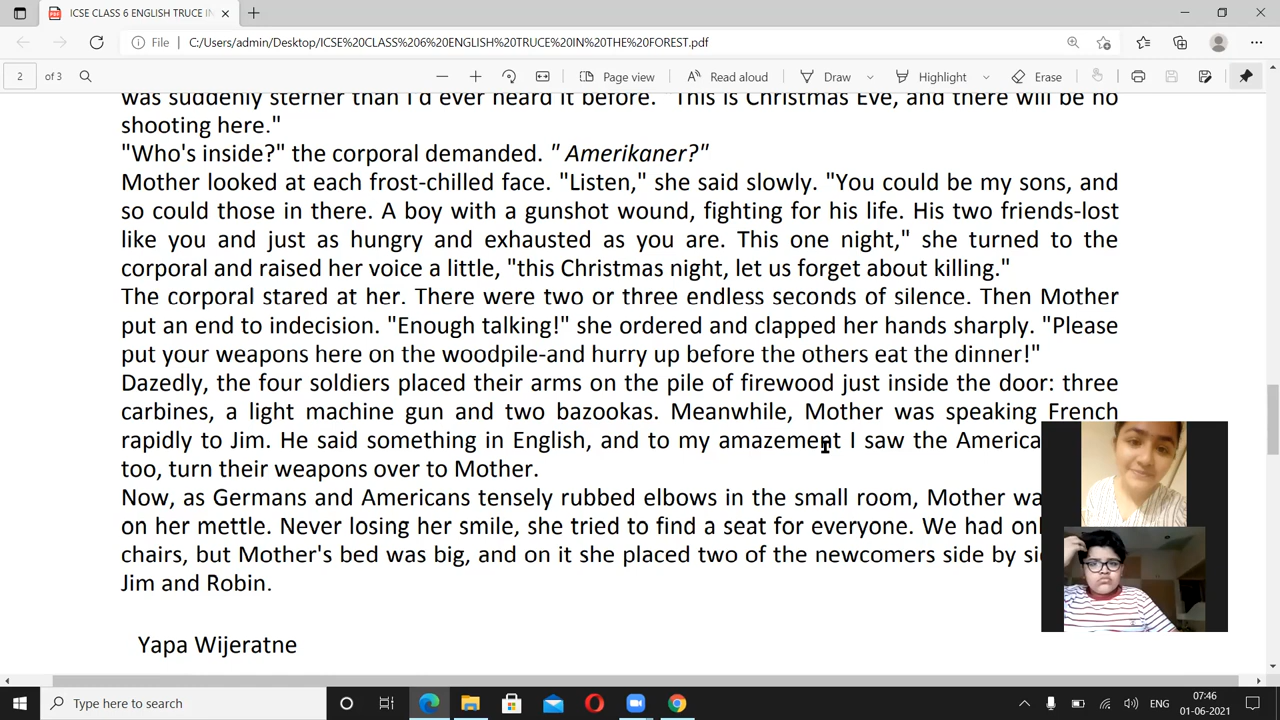 ICSE CLASS 6 ENGLISH TRUCE IN
File
C:/Users/admin/Desktop/ICSE%20CLASS%206%20ENGLISH%20TRUCE%20IN%20THE%20FOREST.pdf
2 of 3
Page view
Read aloud
Draw
Highlight
Erase
was suddenly sterner than I'd ever heard it before. "This is Christmas Eve, and there will be no
shooting here."
"Who's inside?" the corporal demanded. " Amerikaner?"
Mother looked at each frost-chilled face. "Listen," she said slowly. "You could be my sons, and
so could those in there. A boy with a gunshot wound, fighting for his life. His two friends-lost
like you and just as hungry and exhausted as you are. This one night," she turned to the
corporal and raised her voice a little, "this Christmas night, let us forget about killing."
The corporal stared at her. There were two or three endless seconds of silence. Then Mother
put an end to indecision. "Enough talking!" she ordered and clapped her hands sharply. "Please
put your weapons here on the woodpile-and hurry up before the others eat the dinner!"
Dazedly, the four soldiers placed their arms on the pile of firewood just inside the door: three
carbines, a light machine gun and two bazookas. Meanwhile, Mother was speaking French
rapidly to Jim. He said something in English, and to my amazement I saw the America
too, turn their weapons over to Mother.
Now, as Germans and Americans tensely rubbed elbows in the small room, Mother wa
on her mettle. Never losing her smile, she tried to find a seat for everyone. We had onl
chairs, but Mother's bed was big, and on it she placed two of the newcomers side by si
Jim and Robin.
Yapa Wijeratne
Type here to search
ENG
07:46
01-06-2021